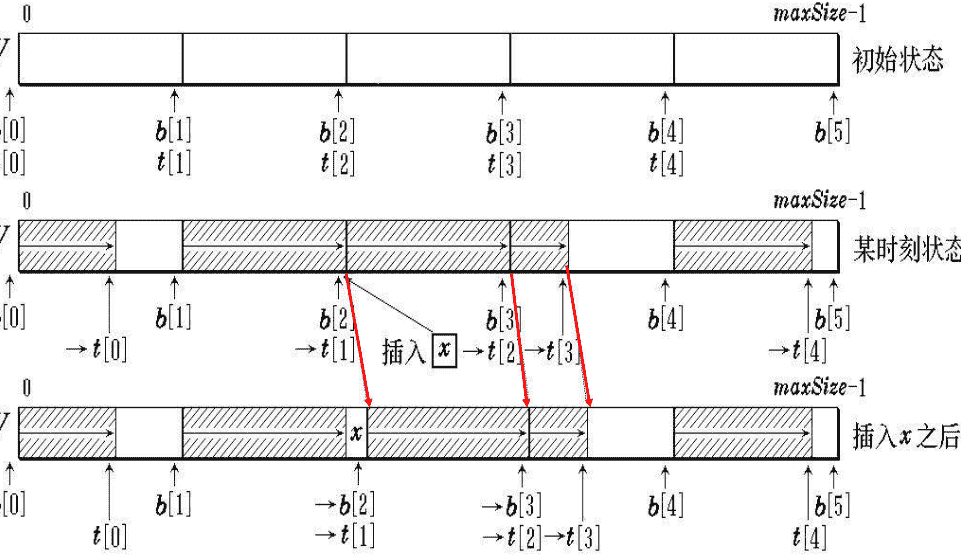 0 maxSize-1
V 初始状态
[0] b[1] b[2] b[3] b[4] b[5]
[0] t[1] t[2] t[3] t[4]
0 maxSize-1
V 某时刻状态
[0] b[1] b[2] b[3] b[4] b[5]
→t[0] →t[1] 插入 x →t[2] →t[3] →t[4]
0 maxSize-1
V x 插入x之后
[0] b[1] →b[2] →b[3] b[4] b[5]
t[0] →t[1] →t[2] →t[3] t[4]